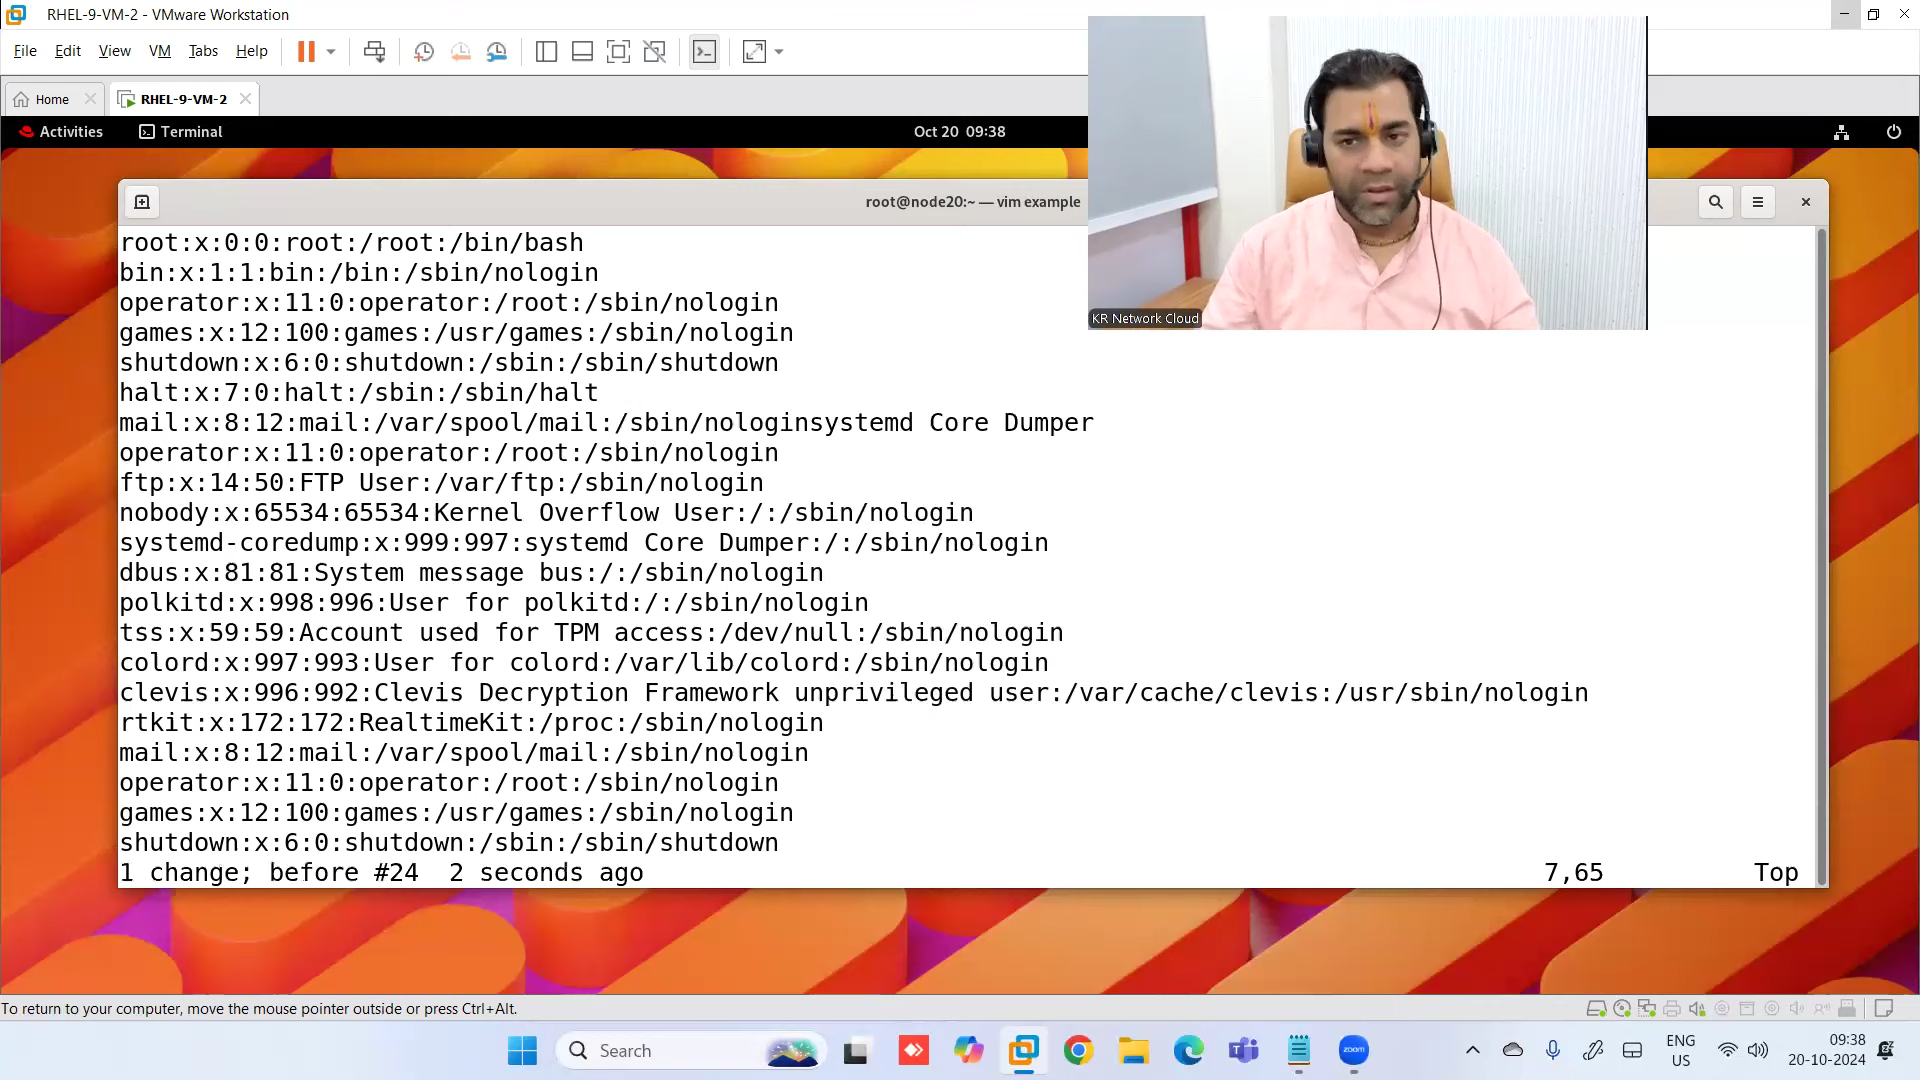 RHEL-9-VM-2 - VMware Workstation
File Edit View VM Tabs Help
Home RHEL-9-VM-2
Activities Terminal Oct 20 09:38
root@node20:~ — vim example
KR Network Cloud
root:x:0:0:root:/root:/bin/bash
bin:x:1:1:bin:/bin:/sbin/nologin
operator:x:11:0:operator:/root:/sbin/nologin
games:x:12:100:games:/usr/games:/sbin/nologin
shutdown:x:6:0:shutdown:/sbin:/sbin/shutdown
halt:x:7:0:halt:/sbin:/sbin/halt
mail:x:8:12:mail:/var/spool/mail:/sbin/nologinsystemd Core Dumper
operator:x:11:0:operator:/root:/sbin/nologin
ftp:x:14:50:FTP User:/var/ftp:/sbin/nologin
nobody:x:65534:65534:Kernel Overflow User:/:/sbin/nologin
systemd-coredump:x:999:997:systemd Core Dumper:/:/sbin/nologin
dbus:x:81:81:System message bus:/:/sbin/nologin
polkitd:x:998:996:User for polkitd:/:/sbin/nologin
tss:x:59:59:Account used for TPM access:/dev/null:/sbin/nologin
colord:x:997:993:User for colord:/var/lib/colord:/sbin/nologin
clevis:x:996:992:Clevis Decryption Framework unprivileged user:/var/cache/clevis:/usr/sbin/nologin
rtkit:x:172:172:RealtimeKit:/proc:/sbin/nologin
mail:x:8:12:mail:/var/spool/mail:/sbin/nologin
operator:x:11:0:operator:/root:/sbin/nologin
games:x:12:100:games:/usr/games:/sbin/nologin
shutdown:x:6:0:shutdown:/sbin:/sbin/shutdown
1 change; before #24  2 seconds ago 7,65 Top
To return to your computer, move the mouse pointer outside or press Ctrl+Alt.
Search
zoom
ENG
US
09:38
20-10-2024